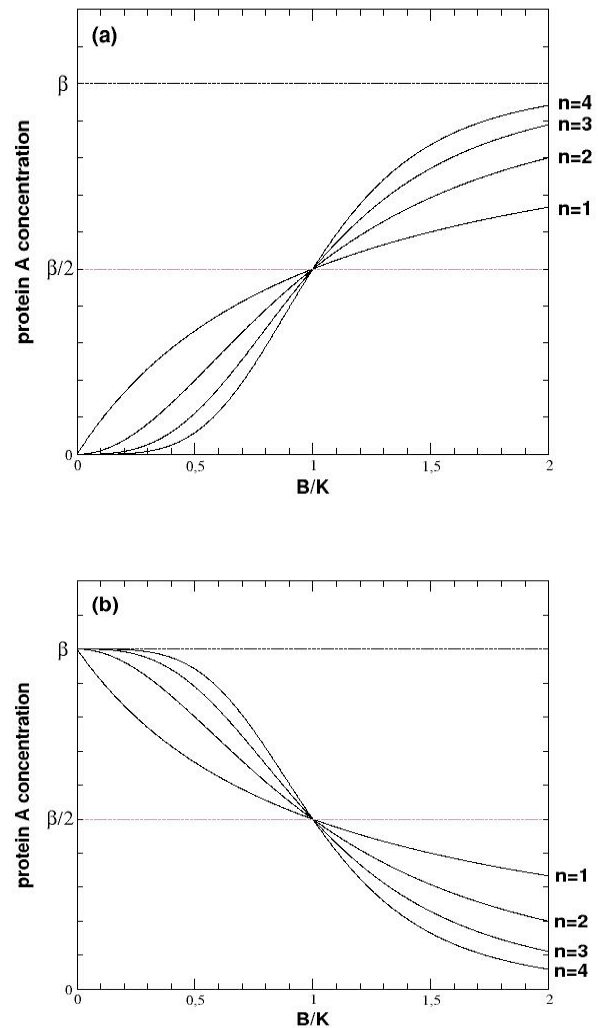 (a)
β
n=4
n=3
n=2
n=1
β/2
protein A concentration
0
0 0,5 1 1,5 2
B/K
(b)
β
β/2
protein A concentration
n=1
n=2
n=3
n=4
0
0 0,5 1 1,5 2
B/K